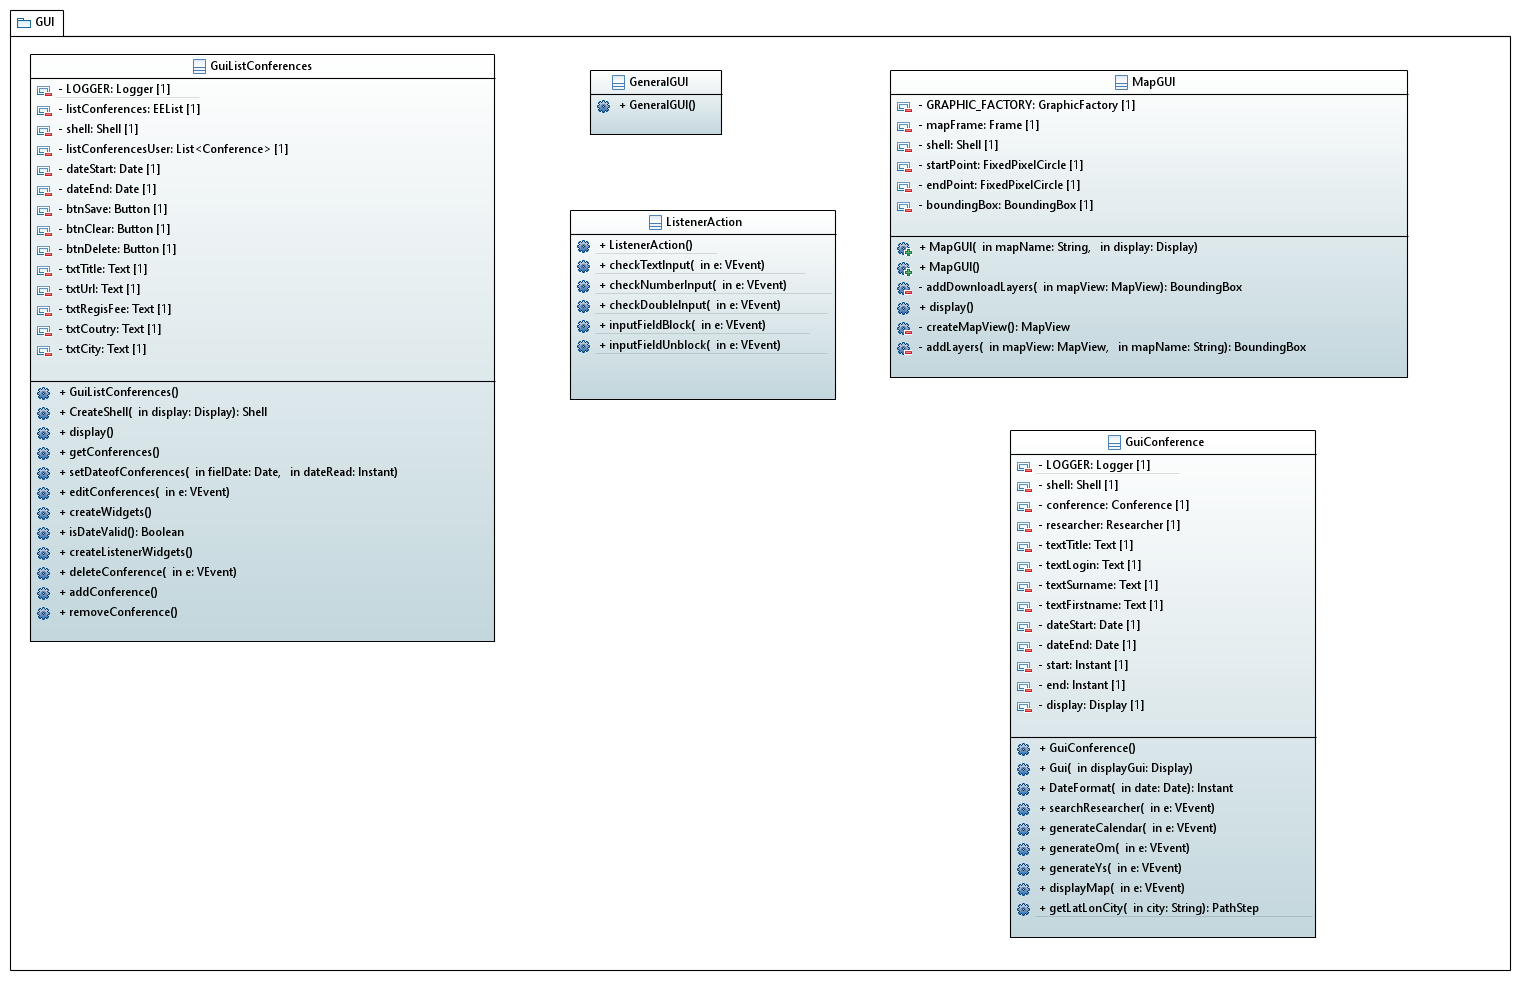 GUI
GuiListConferences
- LOGGER: Logger [1]
- listConferences: EEList [1]
- shell: Shell [1]
- listConferencesUser: List<Conference> [1]
- dateStart: Date [1]
- dateEnd: Date [1]
- btnSave: Button [1]
- btnClear: Button [1]
- btnDelete: Button [1]
- txtTitle: Text [1]
- txtUrl: Text [1]
- txtRegisFee: Text [1]
- txtCoutry: Text [1]
- txtCity: Text [1]
+ GuiListConferences()
+ CreateShell( in display: Display): Shell
+ display()
+ getConferences()
+ setDateofConferences( in fielDate: Date, in dateRead: Instant)
+ editConferences( in e: VEvent)
+ createWidgets()
+ isDateValid(): Boolean
+ createListenerWidgets()
+ deleteConference( in e: VEvent)
+ addConference()
+ removeConference()
GeneralGUI
+ GeneralGUI()
ListenerAction
+ ListenerAction()
+ checkTextInput( in e: VEvent)
+ checkNumberInput( in e: VEvent)
+ checkDoubleInput( in e: VEvent)
+ inputFieldBlock( in e: VEvent)
+ inputFieldUnblock( in e: VEvent)
MapGUI
- GRAPHIC_FACTORY: GraphicFactory [1]
- mapFrame: Frame [1]
- shell: Shell [1]
- startPoint: FixedPixelCircle [1]
- endPoint: FixedPixelCircle [1]
- boundingBox: BoundingBox [1]
+ MapGUI( in mapName: String, in display: Display)
+ MapGUI()
- addDownloadLayers( in mapView: MapView): BoundingBox
+ display()
- createMapView(): MapView
- addLayers( in mapView: MapView, in mapName: String): BoundingBox
GuiConference
- LOGGER: Logger [1]
- shell: Shell [1]
- conference: Conference [1]
- researcher: Researcher [1]
- textTitle: Text [1]
- textLogin: Text [1]
- textSurname: Text [1]
- textFirstname: Text [1]
- dateStart: Date [1]
- dateEnd: Date [1]
- start: Instant [1]
- end: Instant [1]
- display: Display [1]
+ GuiConference()
+ Gui( in displayGui: Display)
+ DateFormat( in date: Date): Instant
+ searchResearcher( in e: VEvent)
+ generateCalendar( in e: VEvent)
+ generateOm( in e: VEvent)
+ generateYs( in e: VEvent)
+ displayMap( in e: VEvent)
+ getLatLonCity( in city: String): PathStep